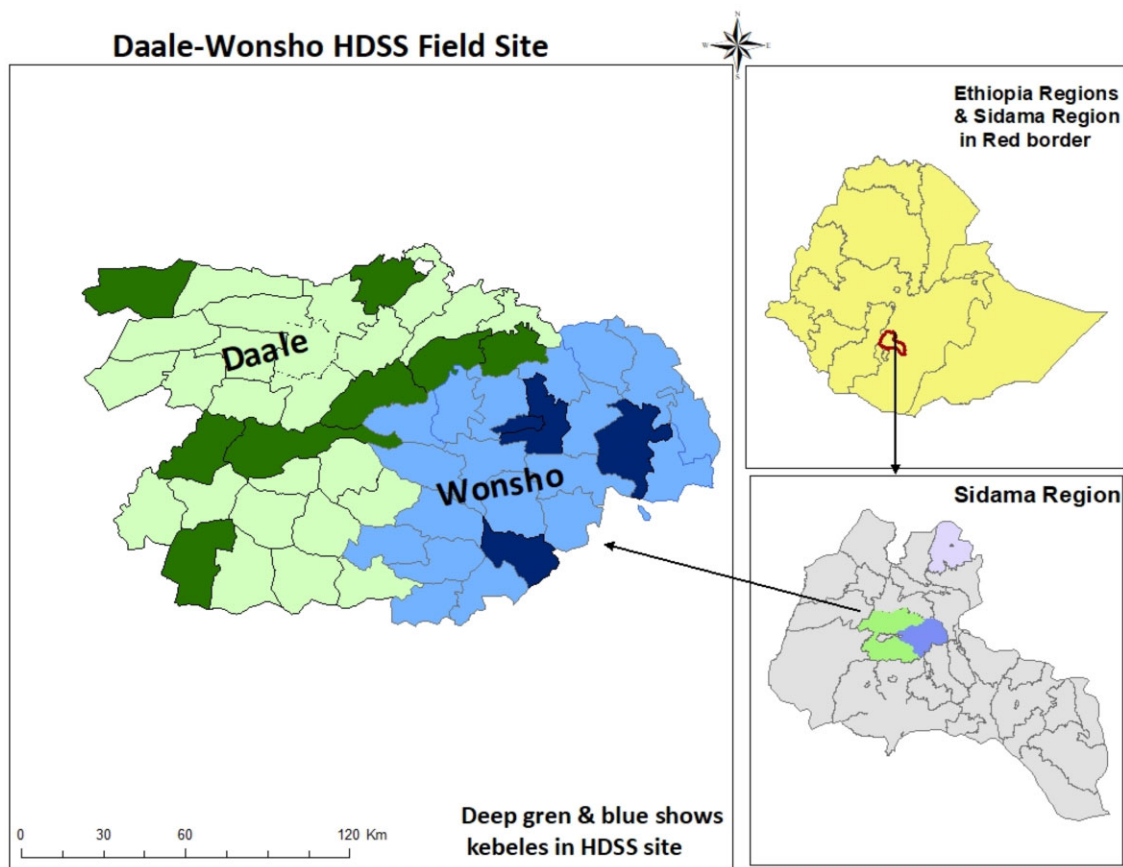 Daale-Wonsho HDSS Field Site
N
W
E
S
Ethiopia Regions
& Sidama Region
in Red border
Daale
Wonsho
Sidama Region
Deep gren & blue shows
kebeles in HDSS site
0 30 60 120 Km